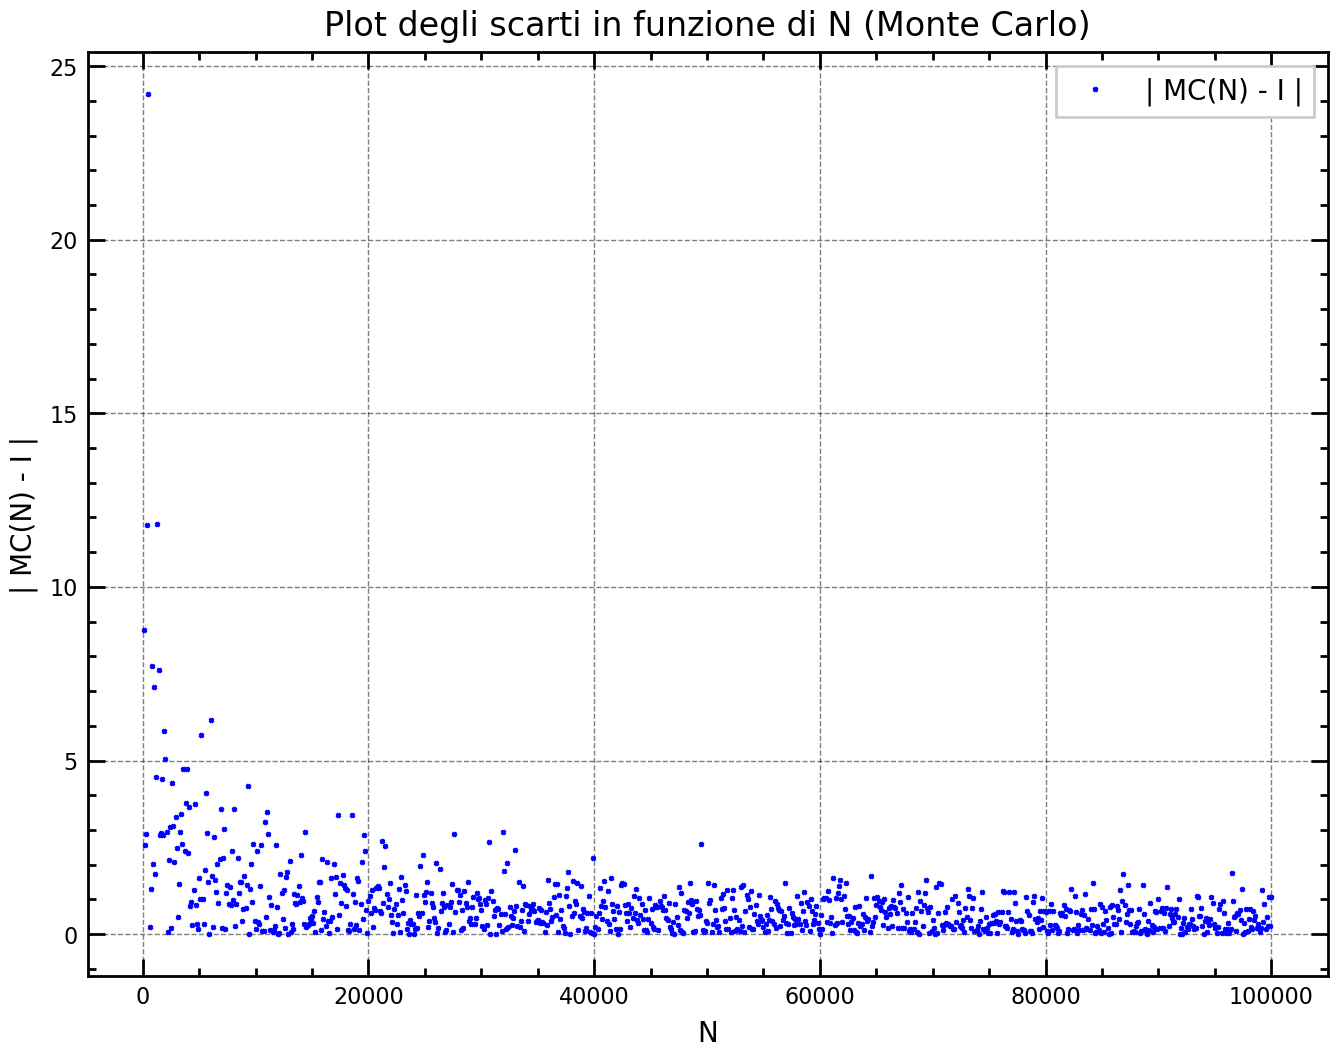 Plot degli scarti in funzione di N (Monte Carlo)
| MC(N) - I |
25
20
15
10
5
0
| MC(N) - I |
0 20000 40000 60000 80000 100000
N